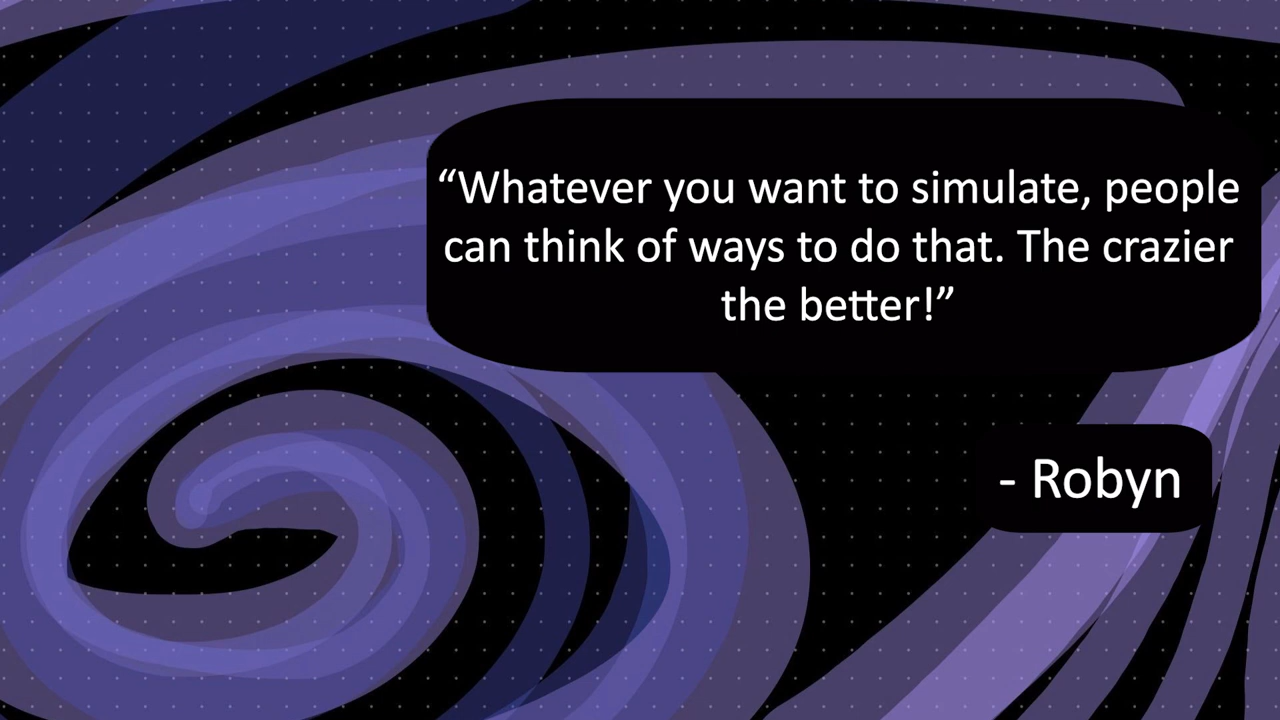 “Whatever you want to simulate, people
can think of ways to do that. The crazier
the better!”
- Robyn